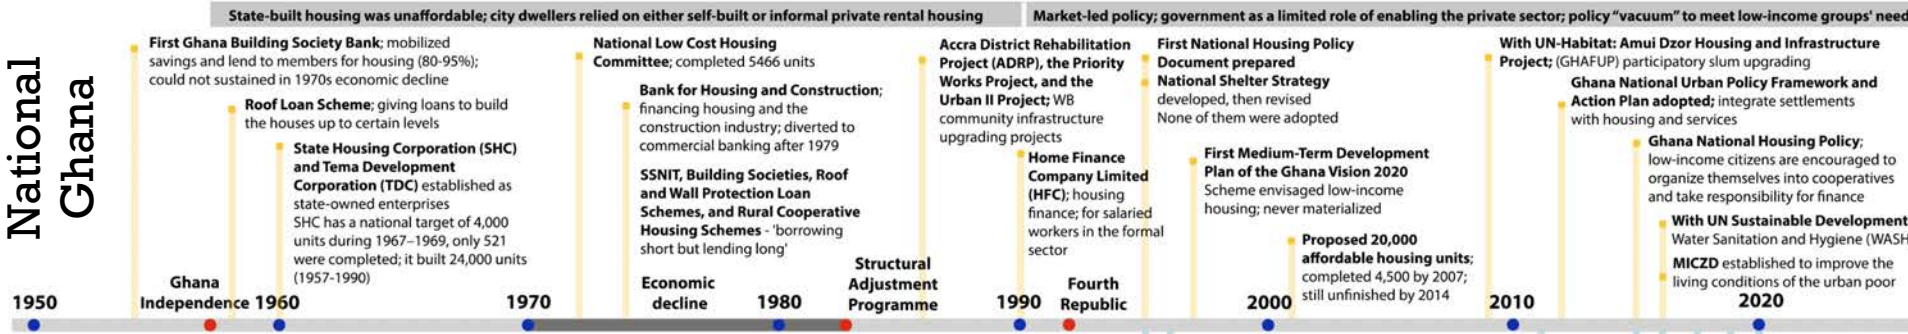 State-built housing was unaffordable; city dwellers relied on either self-built or informal private rental housing
Market-led policy; government as a limited role of enabling the private sector; policy “vacuum” to meet low-income groups' need
National
Ghana
First Ghana Building Society Bank; mobilized
savings and lend to members for housing (80-95%);
could not sustained in 1970s economic decline
Roof Loan Scheme; giving loans to build
the houses up to certain levels
State Housing Corporation (SHC)
and Tema Development
Corporation (TDC) established as
state-owned enterprises
SHC has a national target of 4,000
units during 1967–1969, only 521
were completed; it built 24,000 units
(1957-1990)
National Low Cost Housing
Committee; completed 5466 units
Bank for Housing and Construction;
financing housing and the
construction industry; diverted to
commercial banking after 1979
SSNIT, Building Societies, Roof
and Wall Protection Loan
Schemes, and Rural Cooperative
Housing Schemes - 'borrowing
short but lending long'
Accra District Rehabilitation
Project (ADRP), the Priority
Works Project, and the
Urban II Project; WB
community infrastructure
upgrading projects
Home Finance
Company Limited
(HFC); housing
finance; for salaried
workers in the formal
sector
First National Housing Policy
Document prepared
National Shelter Strategy
developed, then revised
None of them were adopted
First Medium-Term Development
Plan of the Ghana Vision 2020
Scheme envisaged low-income
housing; never materialized
Proposed 20,000
affordable housing units;
completed 4,500 by 2007;
still unfinished by 2014
With UN-Habitat: Amui Dzor Housing and Infrastructure
Project; (GHAFUP) participatory slum upgrading
Ghana National Urban Policy Framework and
Action Plan adopted; integrate settlements
with housing and services
Ghana National Housing Policy;
low-income citizens are encouraged to
organize themselves into cooperatives
and take responsibility for finance
With UN Sustainable Development
Water Sanitation and Hygiene (WASH
MICZD established to improve the
living conditions of the urban poor
1950
Ghana
Independence
1960
1970
Economic
decline
1980
Structural
Adjustment
Programme
1990
Fourth
Republic
2000
2010
2020